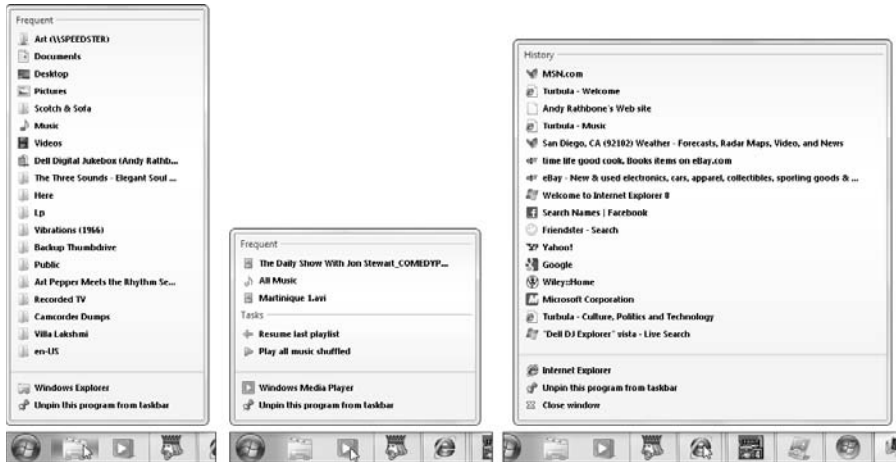 Frequent
Art (\\SPEEDSTER)
Documents
Desktop
Pictures
Scotch & Sofa
Music
Videos
Dell Digital Jukebox (Andy Rathb...
The Three Sounds - Elegant Soul ...
Here
Lp
Vibrations (1966)
Backup Thumbdrive
Public
Art Pepper Meets the Rhythm Se...
Recorded TV
Camcorder Dumps
Villa Lakshmi
en-US
Windows Explorer
Unpin this program from taskbar
Frequent
The Daily Show With Jon Stewart_COMEDYP...
All Music
Martinique 1.avi
Tasks
Resume last playlist
Play all music shuffled
Windows Media Player
Unpin this program from taskbar
History
MSN.com
Turbula - Welcome
Andy Rathbone's Web site
Turbula - Music
San Diego, CA (92102) Weather - Forecasts, Radar Maps, Video, and News
time life good cook, Books items on eBay.com
eBay - New & used electronics, cars, apparel, collectibles, sporting goods & ...
Welcome to Internet Explorer 8
Search Names | Facebook
Friendster - Search
Yahoo!
Google
Wiley::Home
Microsoft Corporation
Turbula - Culture, Politics and Technology
"Dell DJ Explorer" vista - Live Search
Internet Explorer
Unpin this program from taskbar
Close window